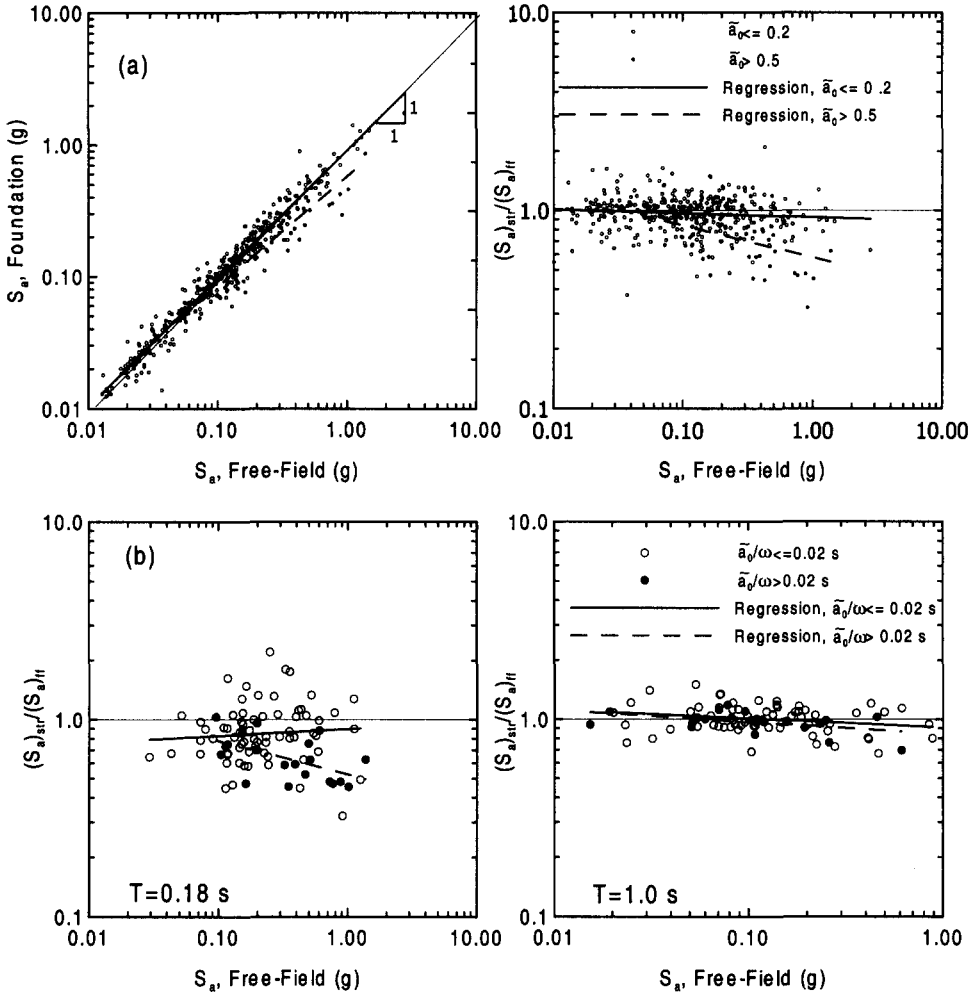 (a)
10.00
1.00
0.10
0.01
Sₐ, Foundation (g)
1
1
0.01
0.10
1.00
10.00
Sₐ, Free-Field (g)
10.0
1.0
0.1
(Sₐ)str/(Sₐ)ff
ã₀<= 0.2
ã₀> 0.5
Regression, ã₀<= 0 .2
Regression, ã₀> 0.5
0.01
0.10
1.00
10.00
Sₐ, Free-Field (g)
(b)
10.0
1.0
0.1
(Sₐ)str/(Sₐ)ff
T=0.18 s
0.01
0.10
1.00
10.00
Sₐ, Free-Field (g)
10.0
1.0
0.1
(Sₐ)str/(Sₐ)ff
ã₀/ω<=0.02 s
ã₀/ω>0.02 s
Regression, ã₀/ω<= 0.02 s
Regression, ã₀/ω> 0.02 s
T=1.0 s
0.01
0.10
1.00
Sₐ, Free-Field (g)